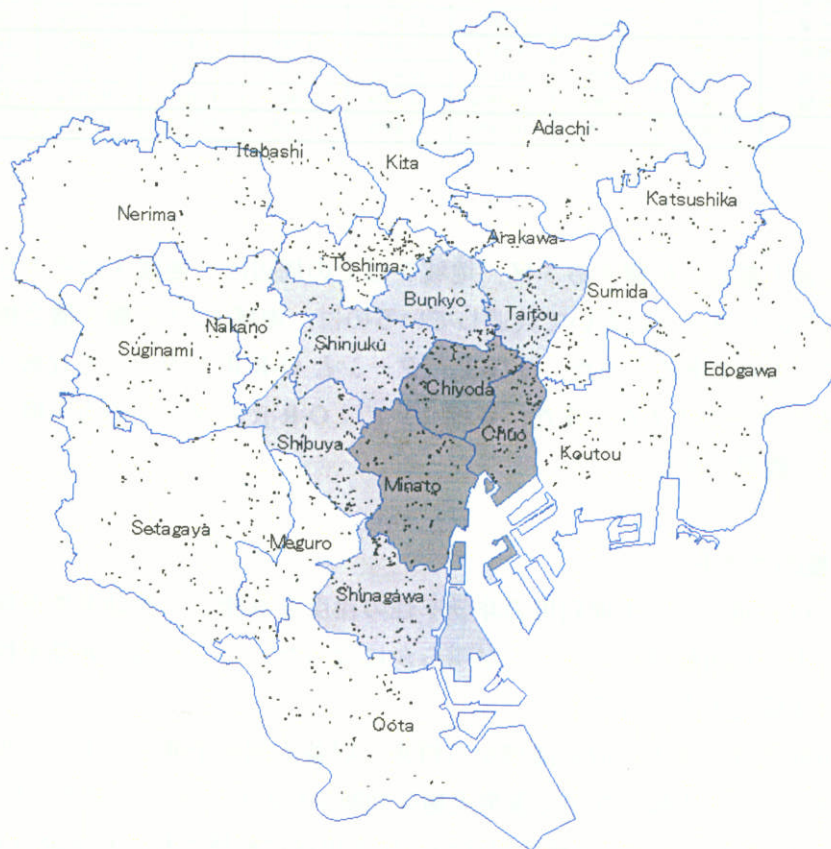 Adachi
Itabashi
Kita
Katsushika
Nerima
Arakawa
Toshima
Sumida
Bunkyo
Taitou
Nakano
Shinjuku
Suginami
Edogawa
Chiyoda
Shibuya
Chuo
Koutou
Minato
Setagaya
Meguro
Shinagawa
Oota